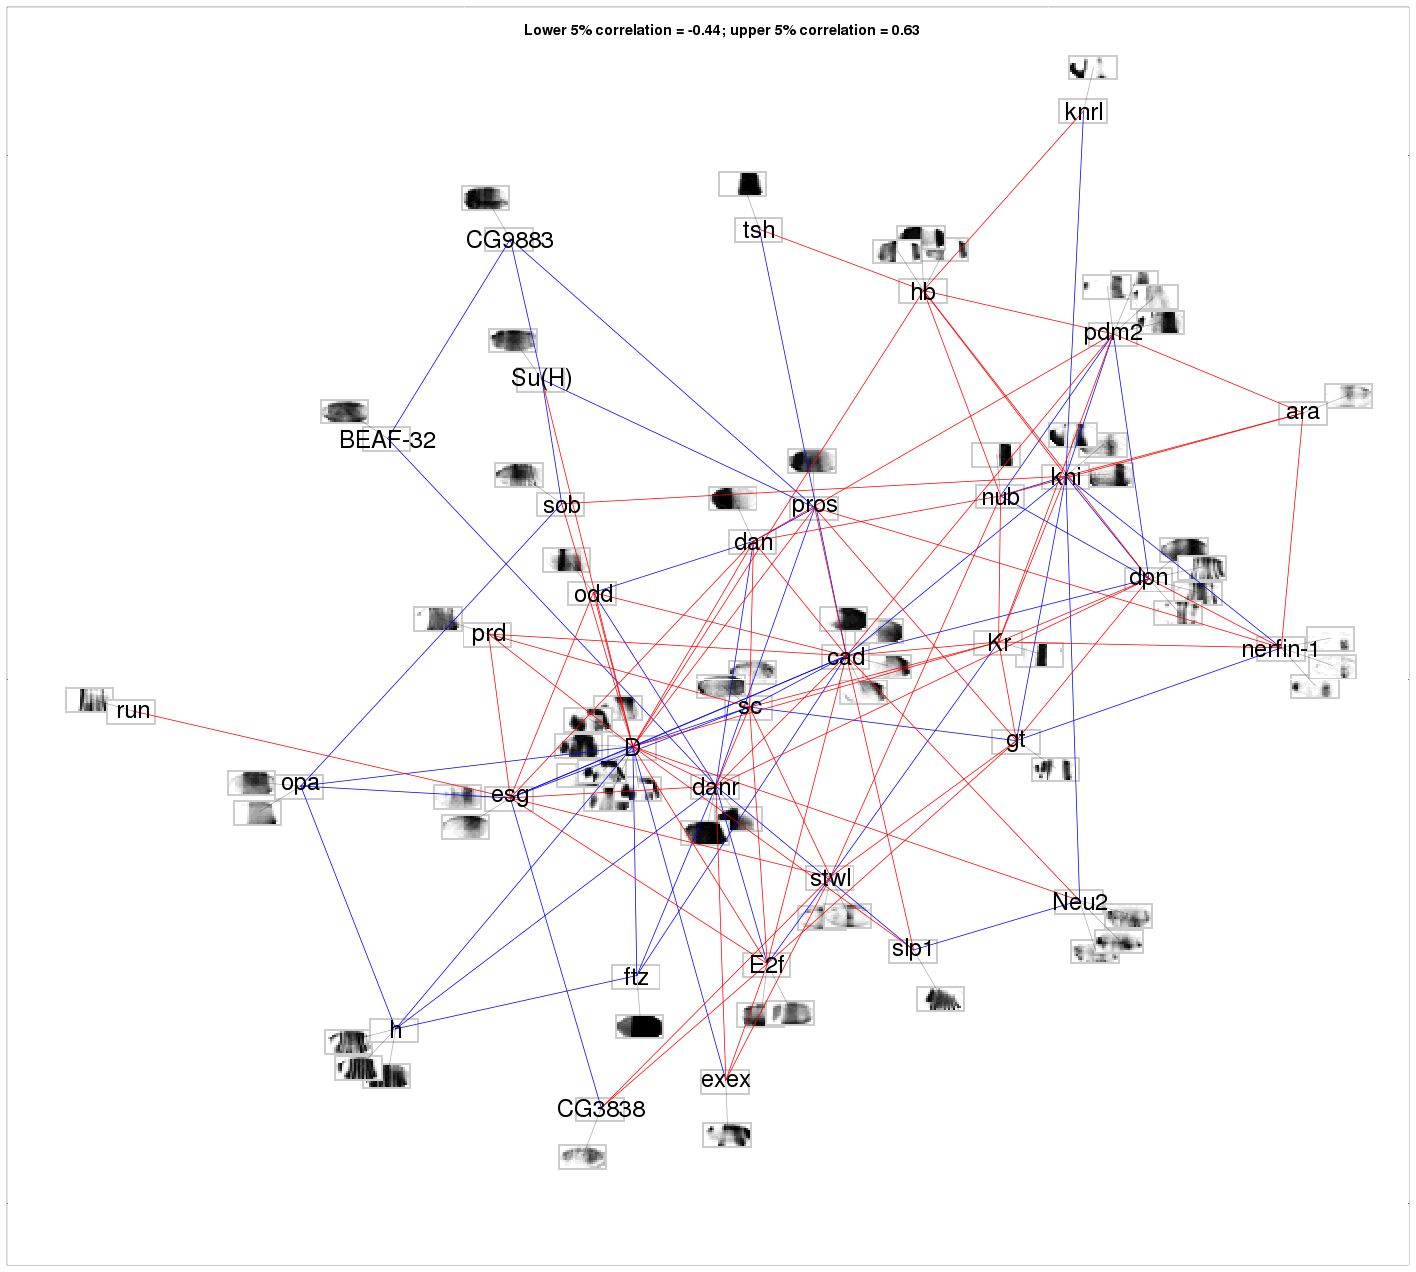 Lower 5% correlation = -0.44; upper 5% correlation = 0.63
knrl
tsh
CG9883
hb
pdm2
Su(H)
ara
BEAF-32
kni
nub
sob
pros
dan
dpn
odd
prd
Kr
nerfin-1
cad
run
sc
D
gt
opa
esg
danr
stwl
Neu2
slp1
E2f
ftz
h
exex
CG3838